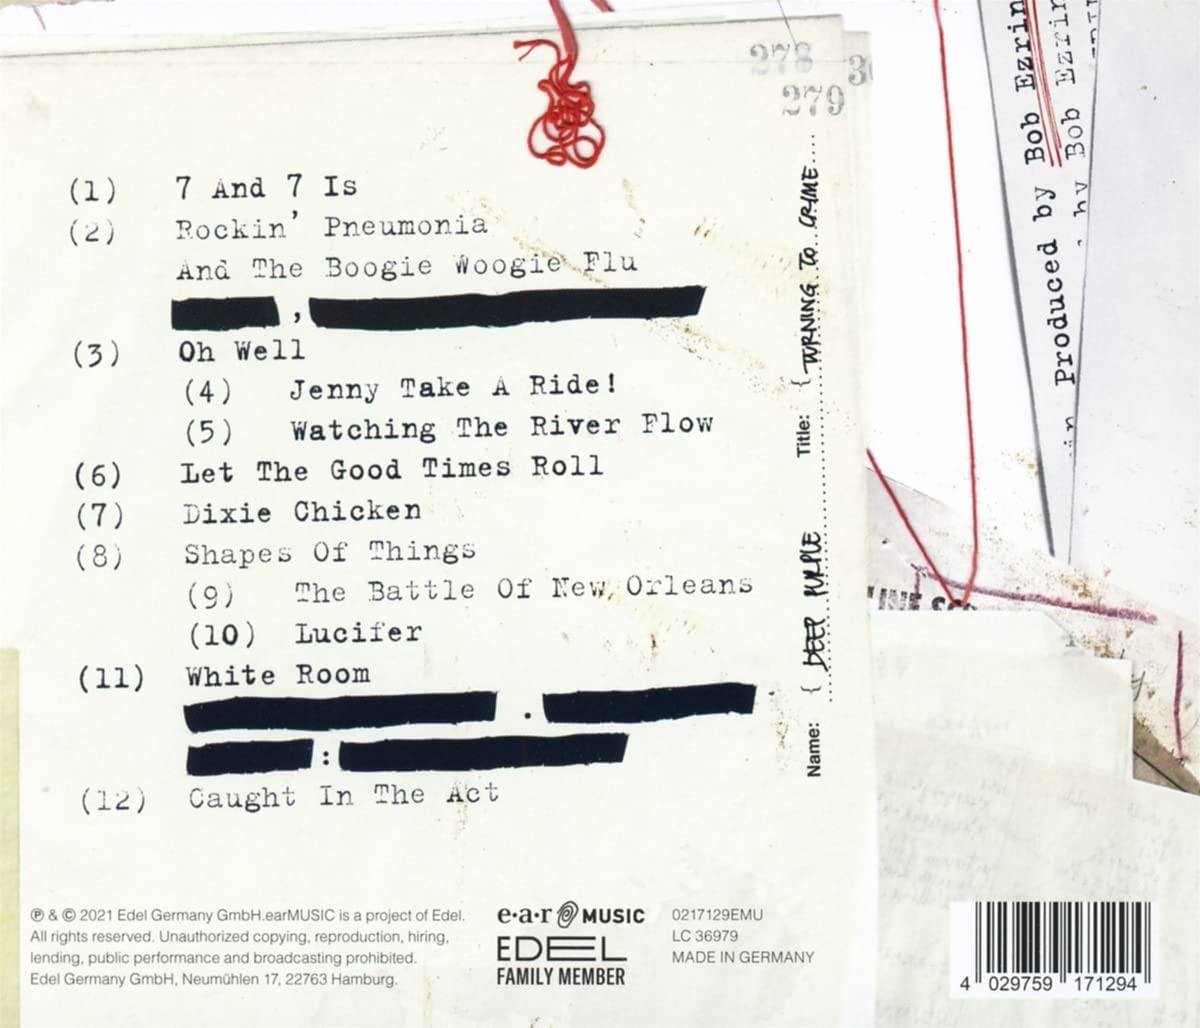 278
279
(1) 7 And 7 Is
(2) Rockin' Pneumonia
And The Boogie Woogie Flu
,
(3) Oh Well
(4) Jenny Take A Ride!
(5) Watching The River Flow
(6) Let The Good Times Roll
(7) Dixie Chicken
(8) Shapes Of Things
(9) The Battle Of New Orleans
(10) Lucifer
(11) White Room
.
:
(12) Caught In The Act
Name: { DEEP PURPLE Title: { TURNING TO CRIME
Produced by Bob Ezrin
by Bob Ezrin
℗ & © 2021 Edel Germany GmbH.earMUSIC is a project of Edel.
All rights reserved. Unauthorized copying, reproduction, hiring,
lending, public performance and broadcasting prohibited.
Edel Germany GmbH, Neumühlen 17, 22763 Hamburg.
e·a·r MUSIC
EDEL
FAMILY MEMBER
0217129EMU
LC 36979
MADE IN GERMANY
4 029759 171294